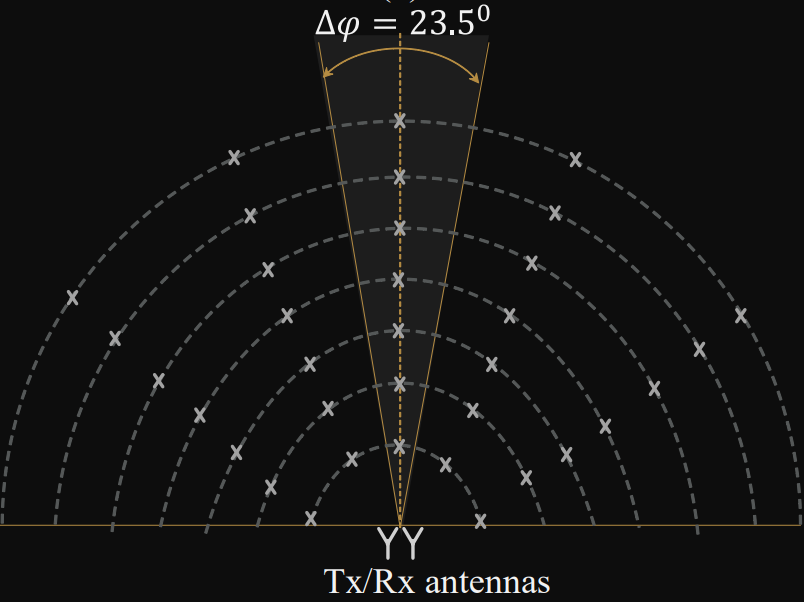 Δφ = 23.5⁰
Tx/Rx antennas